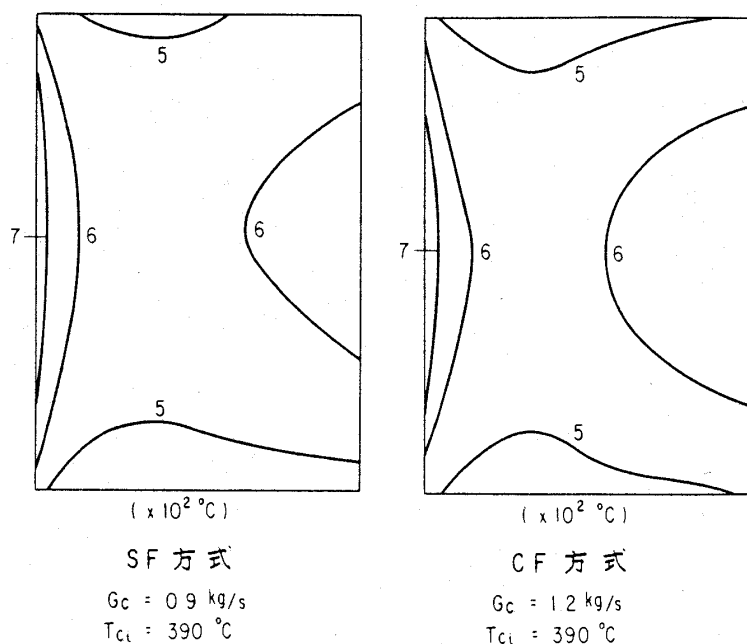 5
7
6
6
5
(x10² °C)
SF 方式
Gc = 0.9 kg/s
Tci = 390 °C
5
7
6
6
5
(x10² °C)
CF 方式
Gc = 1.2 kg/s
Tci = 390 °C